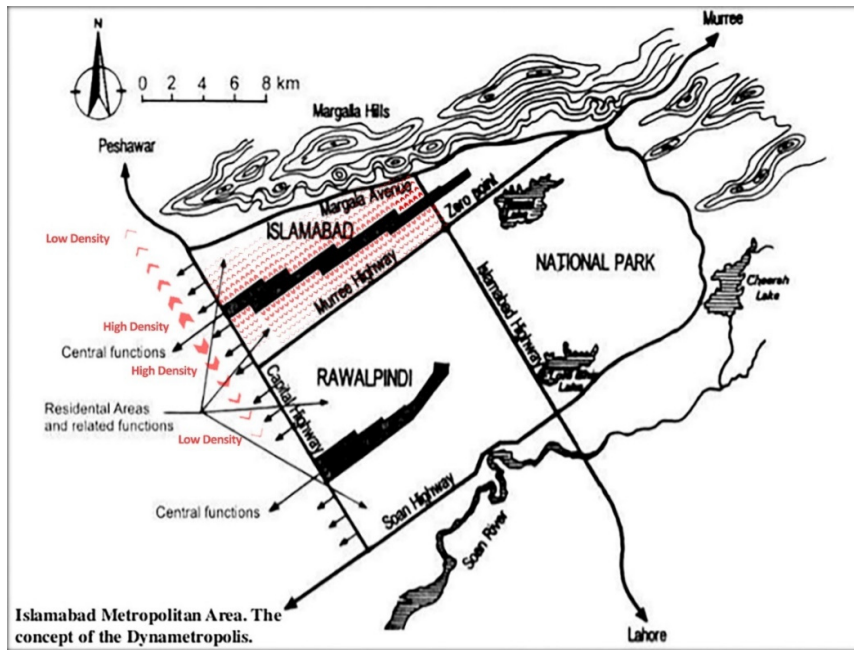 Murree
N
0 2 4 6 8 km
Margalla Hills
Peshawar
Margala Avenue
Zero point
Lake
Low Density
ISLAMABAD
NATIONAL PARK
Murree Highway
Islamabad Highway
Lake
High Density
Central functions
High Density
Lake
RAWALPINDI
Capital Highway
Residental Areas
and related functions
Low Density
Central functions
Soan Highway
Soan River
Islamabad Metropolitan Area. The
concept of the Dynametropolis.
Lahore